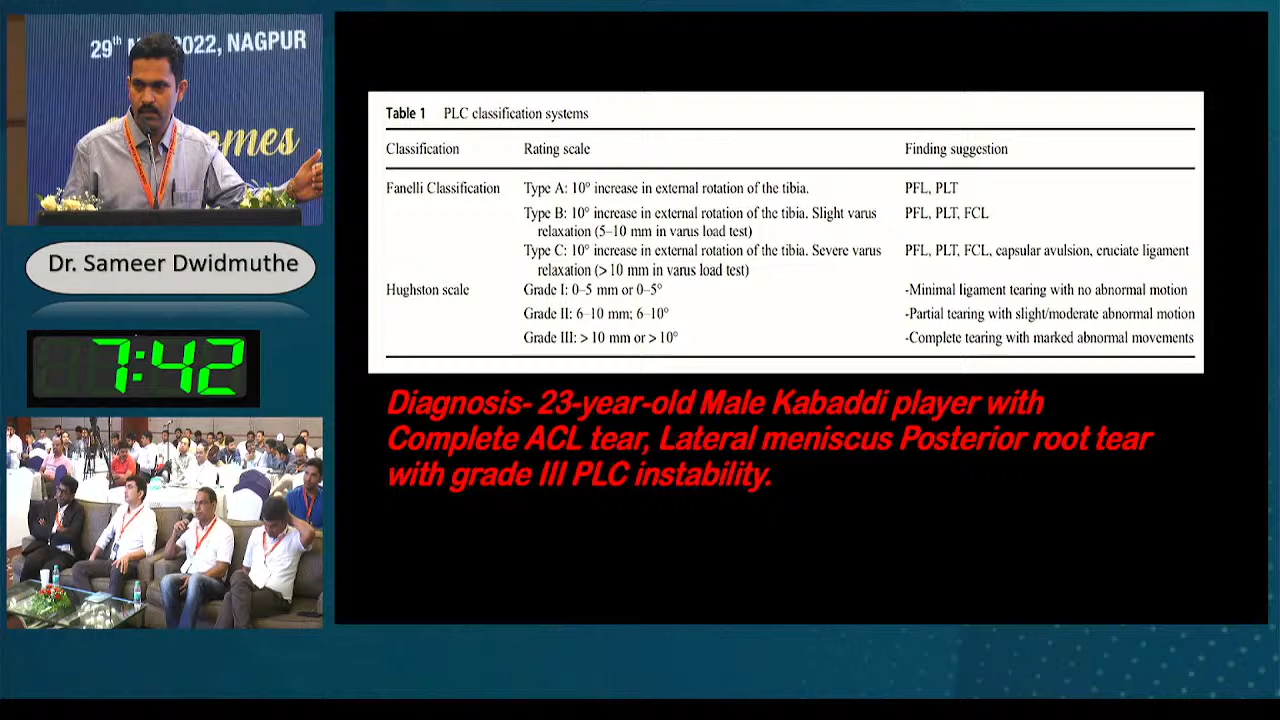 29th 2022, NAGPUR
Dr. Sameer Dwidmuthe
7:42
Table 1 PLC classification systems
Classification Rating scale Finding suggestion
Fanelli Classification Type A: 10° increase in external rotation of the tibia. PFL, PLT
Type B: 10° increase in external rotation of the tibia. Slight varus PFL, PLT, FCL
relaxation (5–10 mm in varus load test)
Type C: 10° increase in external rotation of the tibia. Severe varus PFL, PLT, FCL, capsular avulsion, cruciate ligament
relaxation (> 10 mm in varus load test)
Hughston scale Grade I: 0–5 mm or 0–5° -Minimal ligament tearing with no abnormal motion
Grade II: 6–10 mm; 6–10° -Partial tearing with slight/moderate abnormal motion
Grade III: > 10 mm or > 10° -Complete tearing with marked abnormal movements
Diagnosis- 23-year-old Male Kabaddi player with
Complete ACL tear, Lateral meniscus Posterior root tear
with grade III PLC instability.